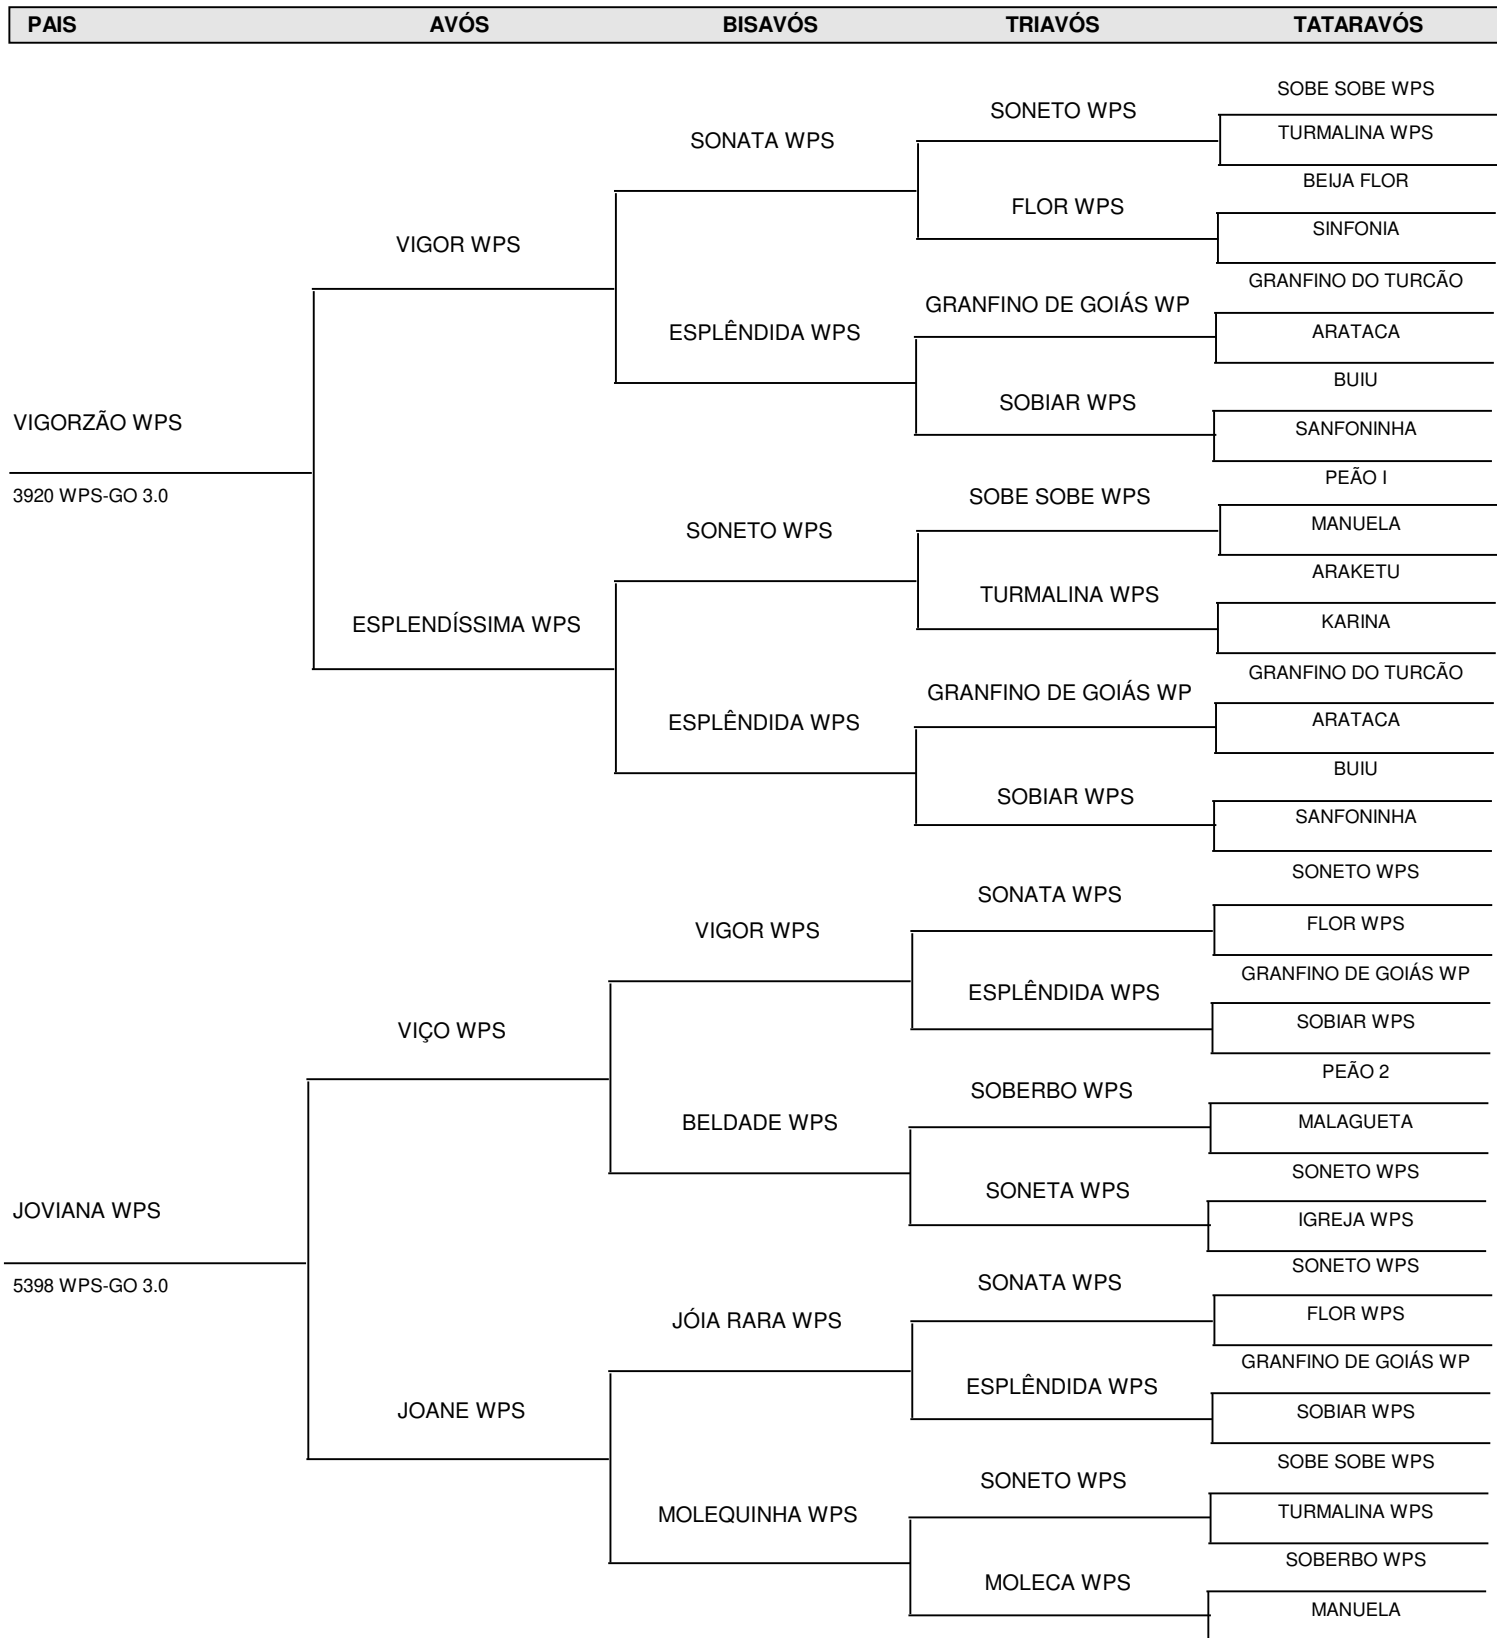 PAIS AVÓS BISAVÓS TRIAVÓS TATARAVÓS
SOBE SOBE WPS
SONETO WPS
TURMALINA WPS
SONATA WPS
BEIJA FLOR
FLOR WPS
SINFONIA
VIGOR WPS
GRANFINO DO TURCÃO
GRANFINO DE GOIÁS WP
ARATACA
ESPLÊNDIDA WPS
BUIU
SOBIAR WPS
SANFONINHA
VIGORZÃO WPS
PEÃO I
3920 WPS-GO 3.0
SOBE SOBE WPS
MANUELA
SONETO WPS
ARAKETU
TURMALINA WPS
KARINA
ESPLENDÍSSIMA WPS
GRANFINO DO TURCÃO
GRANFINO DE GOIÁS WP
ARATACA
ESPLÊNDIDA WPS
BUIU
SOBIAR WPS
SANFONINHA
SONETO WPS
SONATA WPS
FLOR WPS
VIGOR WPS
GRANFINO DE GOIÁS WP
ESPLÊNDIDA WPS
SOBIAR WPS
VIÇO WPS
PEÃO 2
SOBERBO WPS
MALAGUETA
BELDADE WPS
SONETO WPS
SONETA WPS
IGREJA WPS
JOVIANA WPS
SONETO WPS
5398 WPS-GO 3.0
SONATA WPS
FLOR WPS
JÓIA RARA WPS
GRANFINO DE GOIÁS WP
ESPLÊNDIDA WPS
SOBIAR WPS
JOANE WPS
SOBE SOBE WPS
SONETO WPS
TURMALINA WPS
MOLEQUINHA WPS
SOBERBO WPS
MOLECA WPS
MANUELA